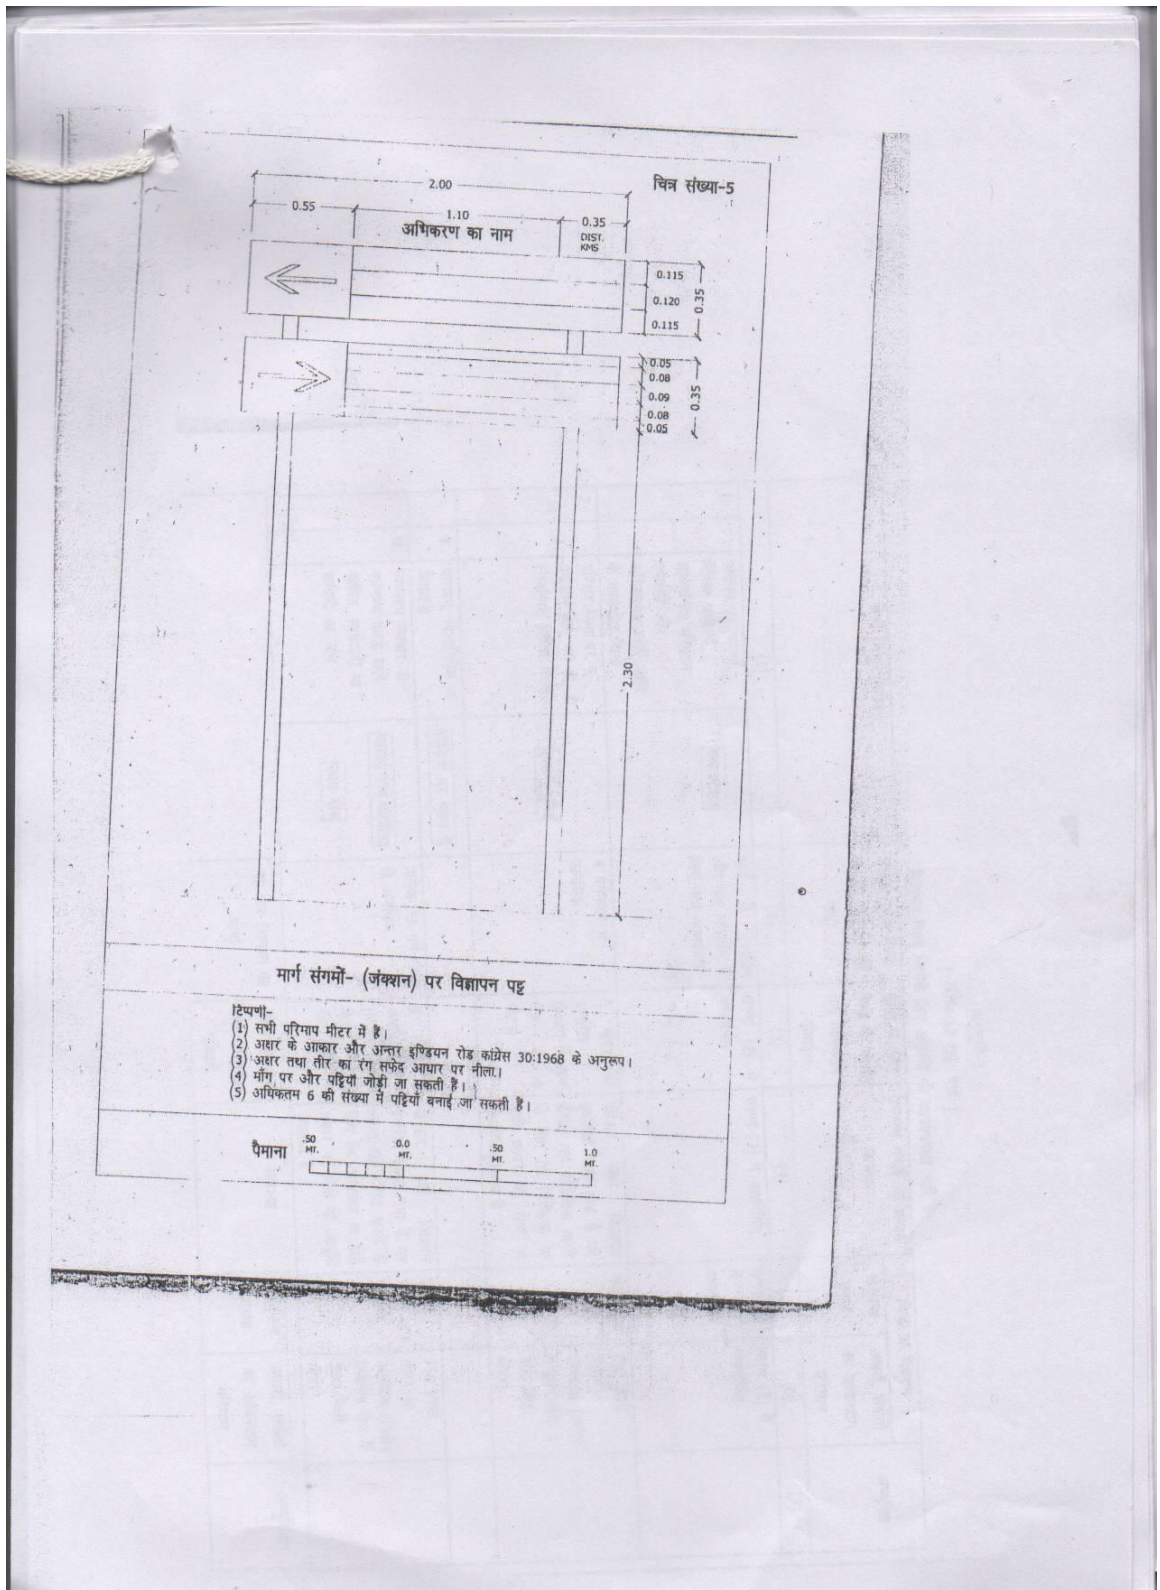 चित्र संख्या-5
2.00
0.55
1.10
0.35
अभिकरण का नाम
DIST.
KMS
0.115
0.120
0.115
0.35
0.05
0.08
0.09
0.08
0.05
0.35
2.30
मार्ग संगमों- (जंक्शन) पर विज्ञापन पट्ट
टिप्पणी-
(1) सभी परिमाप मीटर में हैं।
(2) अक्षर के आकार और अन्तर इण्डियन रोड कांग्रेस 30:1968 के अनुरूप।
(3) अक्षर तथा तीर का रंग सफेद आधार पर नीला।
(4) माँग पर और पट्टियाँ जोड़ी जा सकती हैं।
(5) अधिकतम 6 की संख्या में पट्टियाँ बनाई जा सकती हैं।
पैमाना
.50 0.0 .50 1.0
MT. MT. MT. MT.